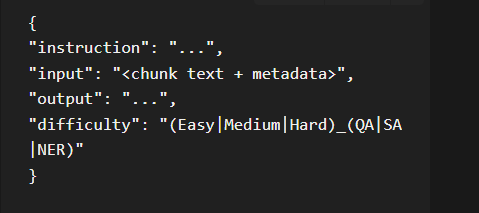 {
"instruction": "...",
"input": "<chunk text + metadata>",
"output": "...",
"difficulty": "(Easy|Medium|Hard)_(QA|SA
|NER)"
}